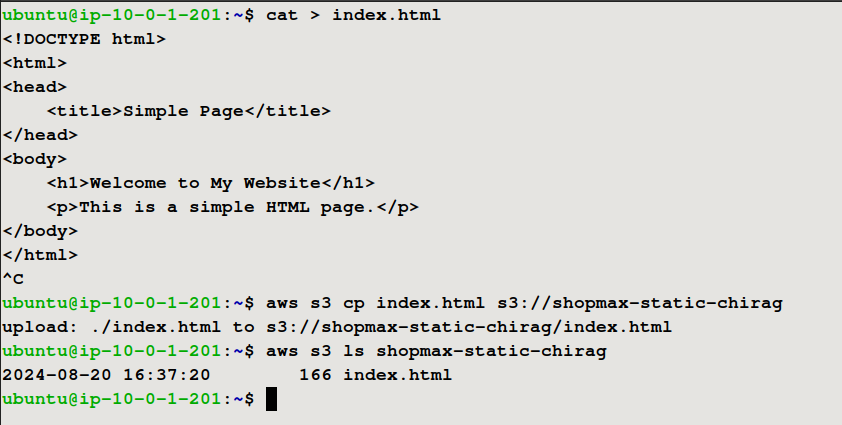 ubuntu@ip-10-0-1-201:~$ cat > index.html
<!DOCTYPE html>
<html>
<head>
    <title>Simple Page</title>
</head>
<body>
    <h1>Welcome to My Website</h1>
    <p>This is a simple HTML page.</p>
</body>
</html>
^C
ubuntu@ip-10-0-1-201:~$ aws s3 cp index.html s3://shopmax-static-chirag
upload: ./index.html to s3://shopmax-static-chirag/index.html
ubuntu@ip-10-0-1-201:~$ aws s3 ls shopmax-static-chirag
2024-08-20 16:37:20        166 index.html
ubuntu@ip-10-0-1-201:~$